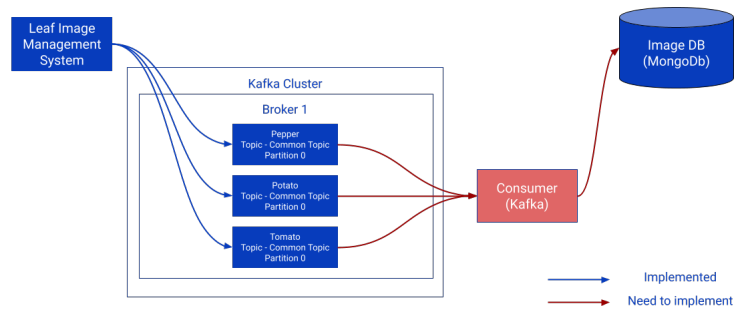 Leaf Image
Management
System
Kafka Cluster
Broker 1
Pepper
Topic - Common Topic
Partition 0
Potato
Topic - Common Topic
Partition 0
Tomato
Topic - Common Topic
Partition 0
Consumer
(Kafka)
Image DB
(MongoDb)
Implemented
Need to implement